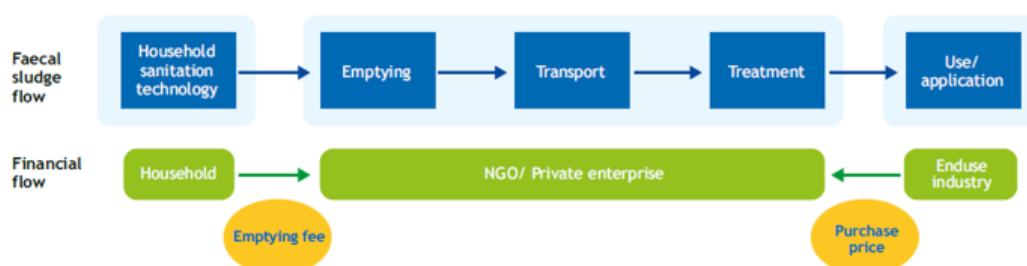 Faecal
sludge
flow
Household
sanitation
technology
Emptying
Transport
Treatment
Use/
application
Financial
flow
Household
NGO/ Private enterprise
Enduse
industry
Emptying fee
Purchase
price